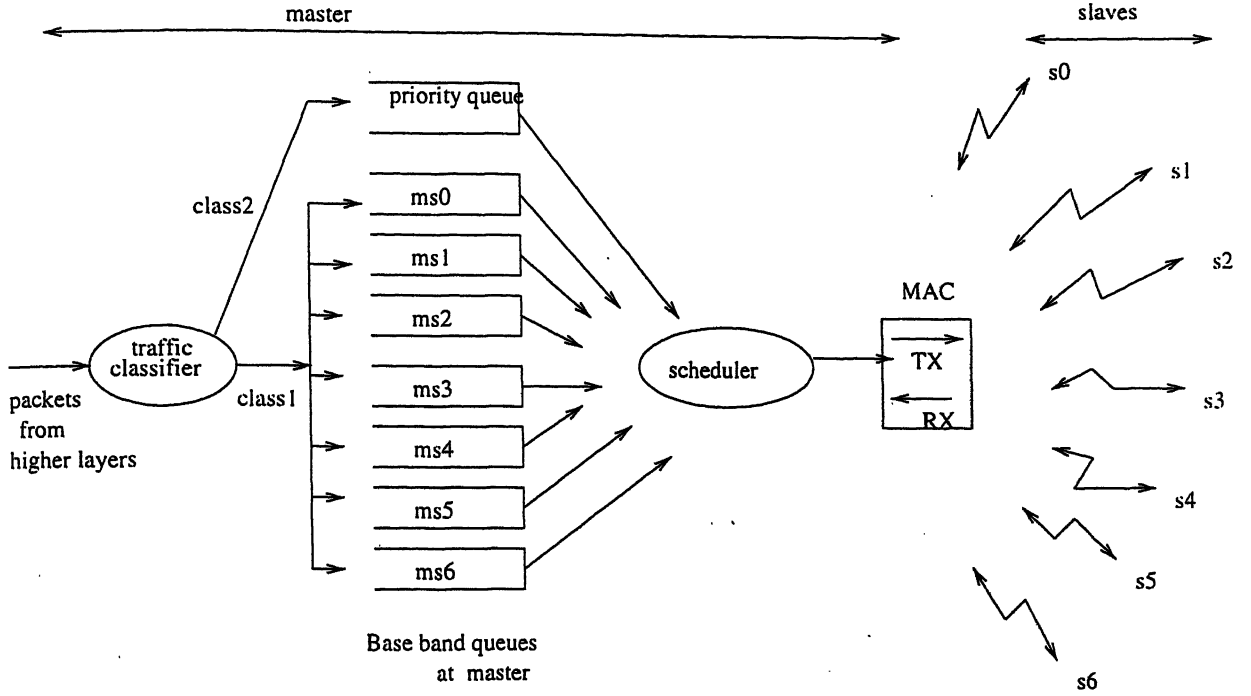 master
slaves
priority queue
class2
ms0
ms1
ms2
ms3
ms4
ms5
ms6
traffic
classifier
class1
packets
from
higher layers
scheduler
MAC
TX
RX
s0
s1
s2
s3
s4
s5
s6
Base band queues
at master